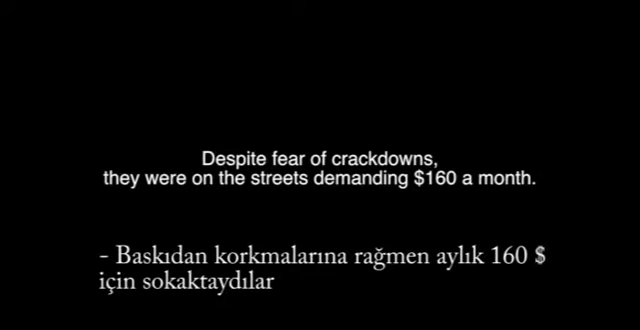 Despite fear of crackdowns,
they were on the streets demanding $160 a month.
- Baskıdan korkmalarına rağmen aylık 160 $
için sokaktaydılar